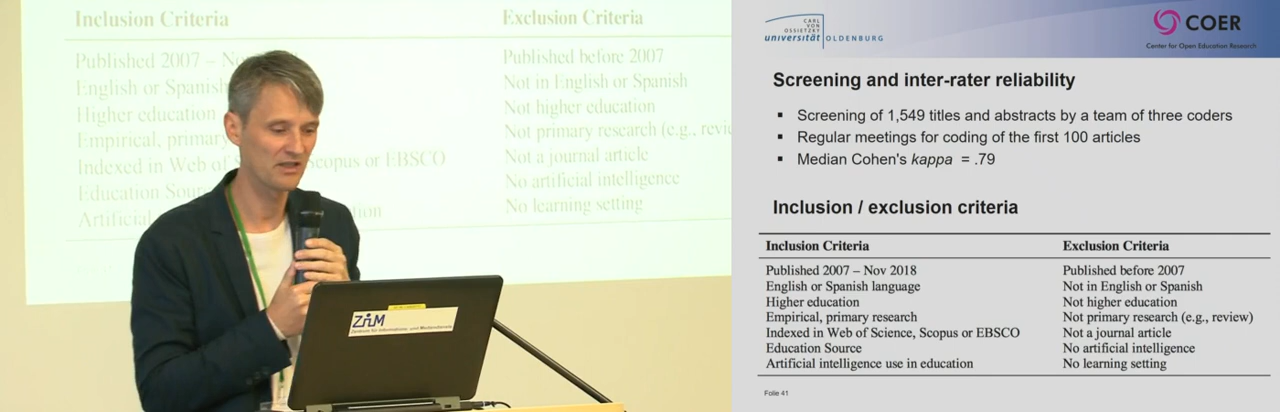 Inclusion Criteria Exclusion Criteria
Published 2007 – No Published before 2007
English or Spanish Not in English or Spanish
Higher education Not higher education
Empirical, primary Not primary research (e.g., revie
Indexed in Web of Scopus or EBSCO Not a journal article
Education Sour No artificial intelligence
Artificial tion No learning setting
ZIM
Zentrum für Informations- und Mediendienste
CARL
VON
OSSIETZKY
universität OLDENBURG
COER
Center for Open Education Research
Screening and inter-rater reliability
▪ Screening of 1,549 titles and abstracts by a team of three coders
▪ Regular meetings for coding of the first 100 articles
▪ Median Cohen's kappa = .79
Inclusion / exclusion criteria
Inclusion Criteria Exclusion Criteria
Published 2007 – Nov 2018 Published before 2007
English or Spanish language Not in English or Spanish
Higher education Not higher education
Empirical, primary research Not primary research (e.g., review)
Indexed in Web of Science, Scopus or EBSCO Not a journal article
Education Source No artificial intelligence
Artificial intelligence use in education No learning setting
Folie 41